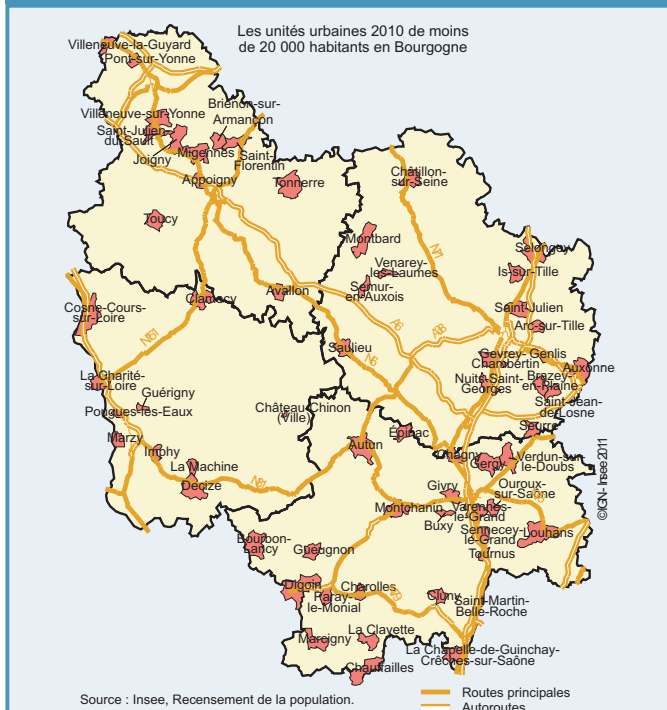 Les unités urbaines 2010 de moins
de 20 000 habitants en Bourgogne
Villeneuve-la-Guyard
Pont-sur-Yonne
Villeneuve-sur-Yonne
Brienon-sur-
Armançon
Saint-Julien-
du-Sault
Joigny
Migennes
Saint-
Florentin
Appoigny
Tonnerre
Châtillon-
sur-Seine
Toucy
Montbard
Venarey-
les-Laumes
Semur-
en-Auxois
N71
Selongey
Is-sur-Tille
Saint-Julien
Arc-sur-Tille
Cosne-Cours-
sur-Loire
Clamecy
Avallon
A6
A38
N151
Saulieu
N6
Gevrey-
Chambertin
Genlis
Auxonne
Nuits-Saint-
Georges
Brazey-
en-Plaine
Saint-Jean-
de-Losne
La Charité-
sur-Loire
Guérigny
Pougues-les-Eaux
Château-Chinon
(Ville)
Marzy
Imphy
La Machine
Decize
N81
Autun
Épinac
Seurre
Chagny
Gergy
Verdun-sur-
le-Doubs
Givry
Ouroux-
sur-Saône
Montchanin
Buxy
Varennes-
le-Grand
Sennecey-
le-Grand
Louhans
Tournus
Bourbon-
Lancy
Gueugnon
Digoin
Paray-
le-Monial
Charolles
Cluny
Saint-Martin-
Belle-Roche
Marcigny
La Clayette
Chauffailles
La Chapelle-de-Guinchay-
Crêches-sur-Saône
©IGN - Insee 2011
Source : Insee, Recensement de la population.
Routes principales
Autoroutes